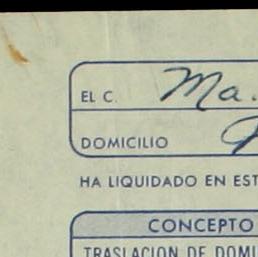 EL C. Ma.
DOMICILIO
HA LIQUIDADO EN EST
CONCEPTO
TRASLACION DE DOMI